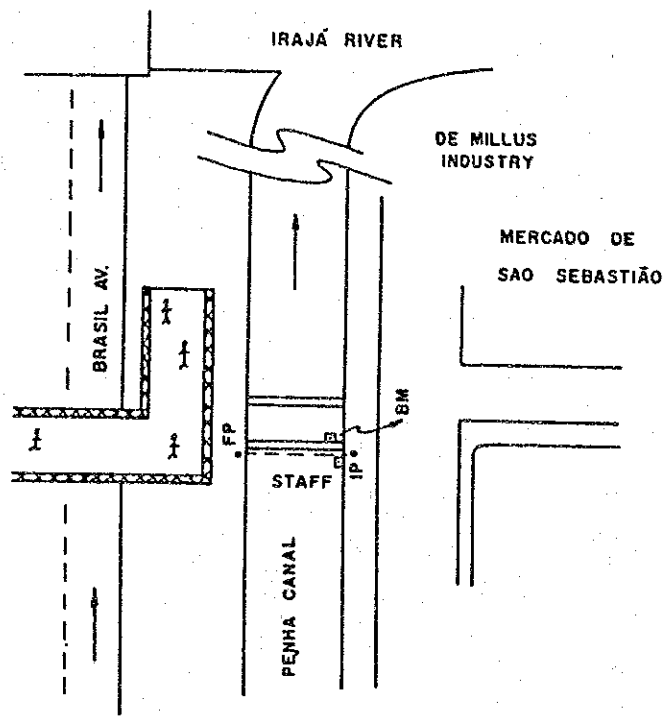 IRAJÁ RIVER
DE MILLUS
INDUSTRY
MERCADO DE
SAO SEBASTIÃO
BRASIL AV.
FP
BM
STAFF
IP
PENHA CANAL